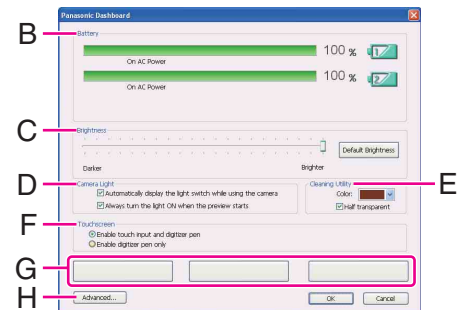 Panasonic Dashboard
B
Battery
100 %
1
On AC Power
100 %
2
On AC Power
C
Brightness
Default Brightness
Darker
Brighter
D
Camera Light
Automatically display the light switch while using the camera
Always turn the light ON when the preview starts
Cleaning Utility
E
Color:
Half transparent
F
Touchscreen
Enable touch input and digitizer pen
Enable digitizer pen only
G
H
Advanced...
OK
Cancel